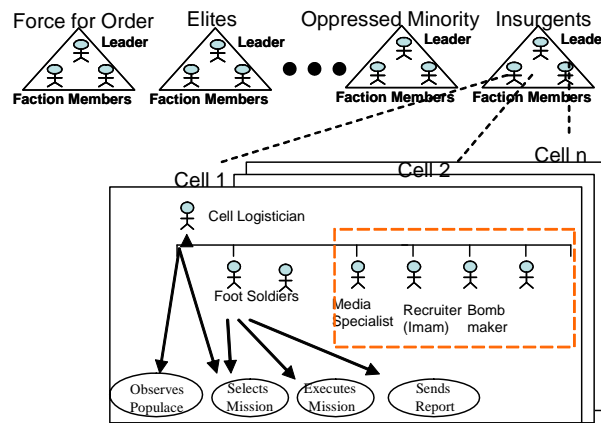 Force for Order
Elites
Oppressed Minority
Insurgents
Leader
Leader
Leader
Leade
Faction Members
Faction Members
Faction Members
Faction Members
Cell n
Cell 2
Cell 1
Cell Logistician
Foot Soldiers
Media
Specialist
Recruiter
(Imam)
Bomb
maker
Observes
Populace
Selects
Mission
Executes
Mission
Sends
Report